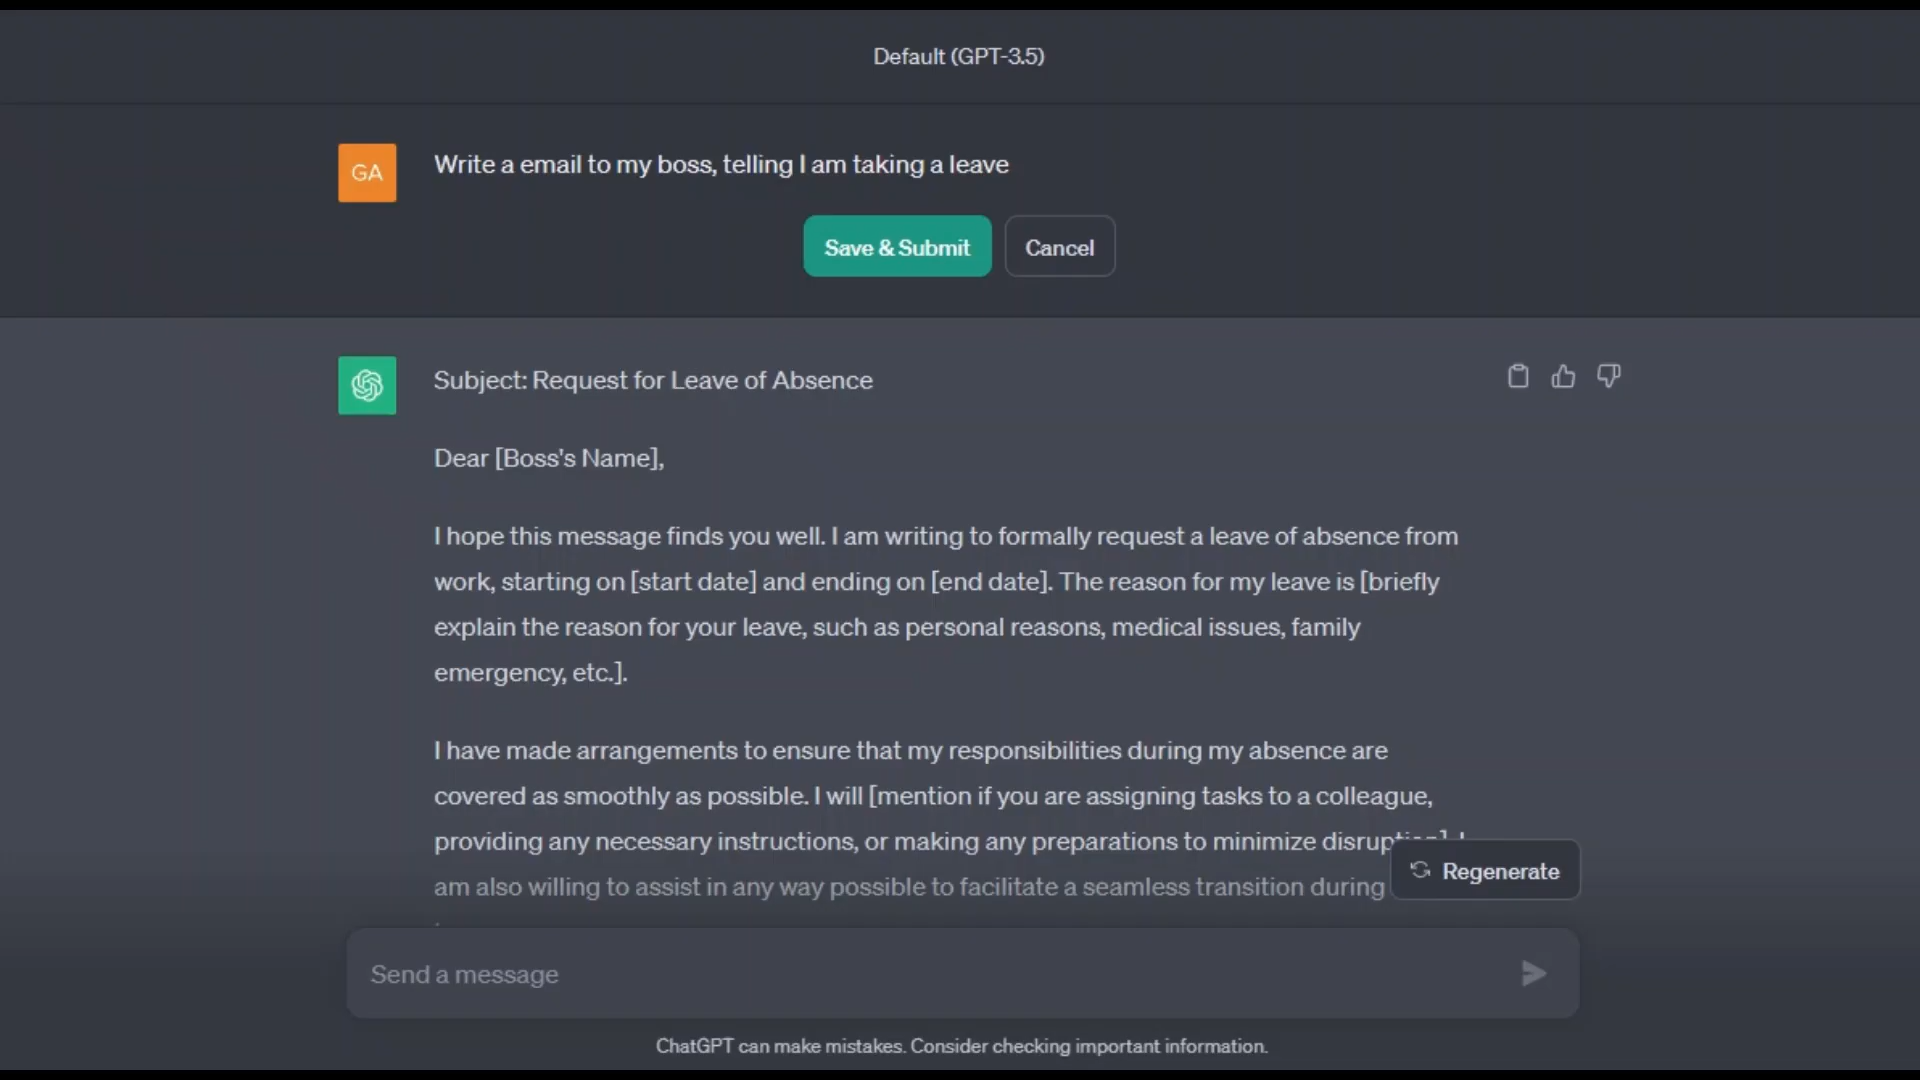 Default (GPT-3.5)
GA
Write a email to my boss, telling I am taking a leave
Save & Submit
Cancel
Subject: Request for Leave of Absence
Dear [Boss's Name],
I hope this message finds you well. I am writing to formally request a leave of absence from
work, starting on [start date] and ending on [end date]. The reason for my leave is [briefly
explain the reason for your leave, such as personal reasons, medical issues, family
emergency, etc.].
I have made arrangements to ensure that my responsibilities during my absence are
covered as smoothly as possible. I will [mention if you are assigning tasks to a colleague,
providing any necessary instructions, or making any preparations to minimize disruption]. I
am also willing to assist in any way possible to facilitate a seamless transition during
Regenerate
Send a message
ChatGPT can make mistakes. Consider checking important information.